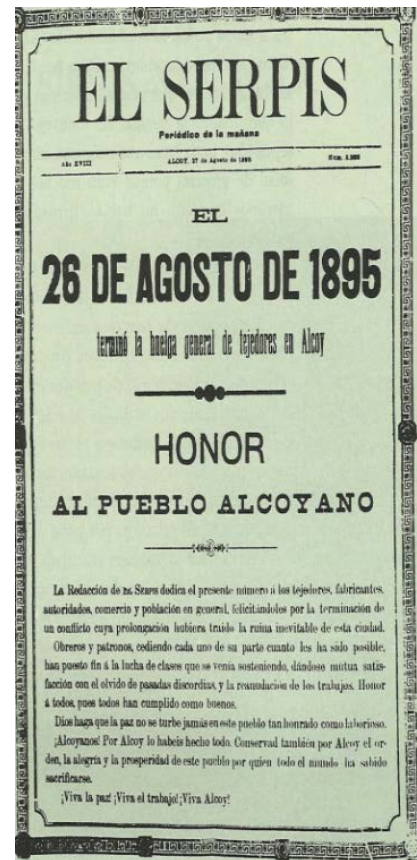 EL SERPIS
Periódico de la mañana
Año XVIII ALCOY, 27 de Agosto de 1895 Núm.
EL
26 DE AGOSTO DE 1895
terminó la huelga general de tejedores en Alcoy
HONOR
AL PUEBLO ALCOYANO
La Redacción de EL SERPIS dedica el presente número á los tejedores, fabricantes,
autoridades, comercio y población en general, felicitándoles por la terminación de
un conflicto cuya prolongación hubiera traido la ruina inevitable de esta ciudad.
Obreros y patronos, cediendo cada uno de su parte cuanto les ha sido posible,
han puesto fin á la lucha de clases que se venia sosteniendo, dándose mútua satis-
facción con el olvido de pasadas discordias, y la reanudación de los trabajos. Honor
á todos, pues todos han cumplido como buenos.
Dios haga que la paz no se turbe jamás en este pueblo tan honrado como laborioso.
¡Alcoyanos! Por Alcoy lo habeis hecho todo. Conservad también por Alcoy el or-
den, la alegría y la prosperidad de este pueblo por quien todo el mundo ha sabido
sacrificarse.
¡Viva la paz! ¡Viva el trabajo! ¡Viva Alcoy!